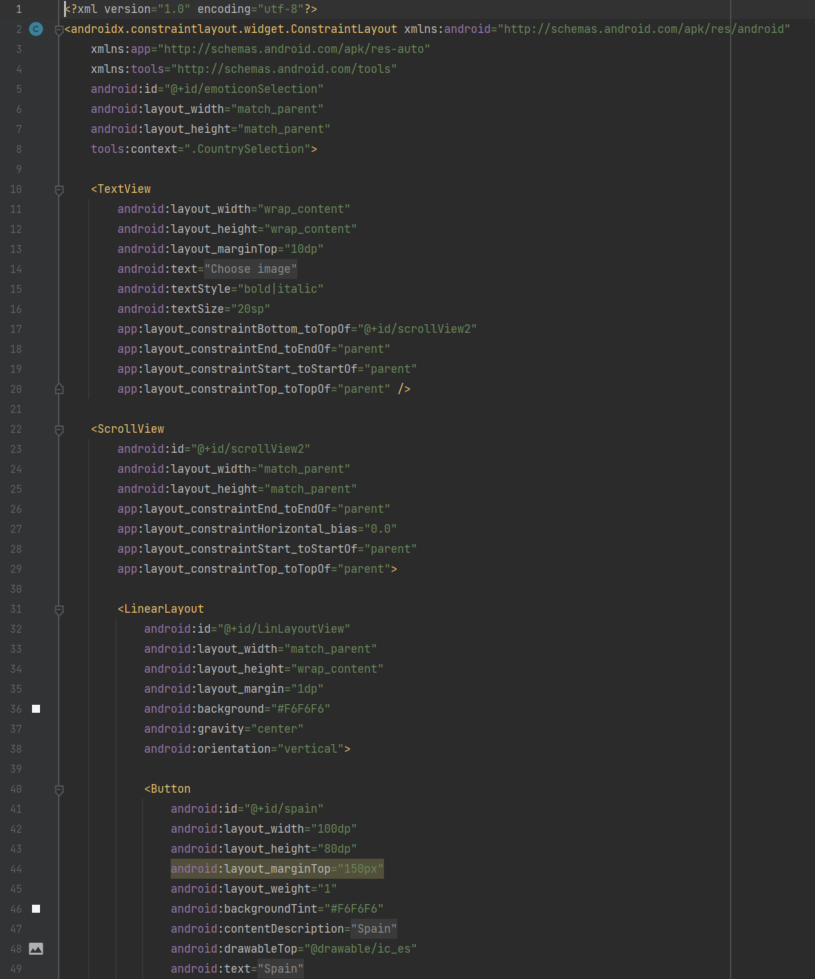 1 <?xml version="1.0" encoding="utf-8"?>
2 <androidx.constraintlayout.widget.ConstraintLayout xmlns:android="http://schemas.android.com/apk/res/android"
3 xmlns:app="http://schemas.android.com/apk/res-auto"
4 xmlns:tools="http://schemas.android.com/tools"
5 android:id="@+id/emoticonSelection"
6 android:layout_width="match_parent"
7 android:layout_height="match_parent"
8 tools:context=".CountrySelection">
9
10 <TextView
11 android:layout_width="wrap_content"
12 android:layout_height="wrap_content"
13 android:layout_marginTop="10dp"
14 android:text="Choose image"
15 android:textStyle="bold|italic"
16 android:textSize="20sp"
17 app:layout_constraintBottom_toTopOf="@+id/scrollView2"
18 app:layout_constraintEnd_toEndOf="parent"
19 app:layout_constraintStart_toStartOf="parent"
20 app:layout_constraintTop_toTopOf="parent" />
21
22 <ScrollView
23 android:id="@+id/scrollView2"
24 android:layout_width="match_parent"
25 android:layout_height="match_parent"
26 app:layout_constraintEnd_toEndOf="parent"
27 app:layout_constraintHorizontal_bias="0.0"
28 app:layout_constraintStart_toStartOf="parent"
29 app:layout_constraintTop_toTopOf="parent">
30
31 <LinearLayout
32 android:id="@+id/LinLayoutView"
33 android:layout_width="match_parent"
34 android:layout_height="wrap_content"
35 android:layout_margin="1dp"
36 android:background="#F6F6F6"
37 android:gravity="center"
38 android:orientation="vertical">
39
40 <Button
41 android:id="@+id/spain"
42 android:layout_width="100dp"
43 android:layout_height="80dp"
44 android:layout_marginTop="150px"
45 android:layout_weight="1"
46 android:backgroundTint="#F6F6F6"
47 android:contentDescription="Spain"
48 android:drawableTop="@drawable/ic_es"
49 android:text="Spain"